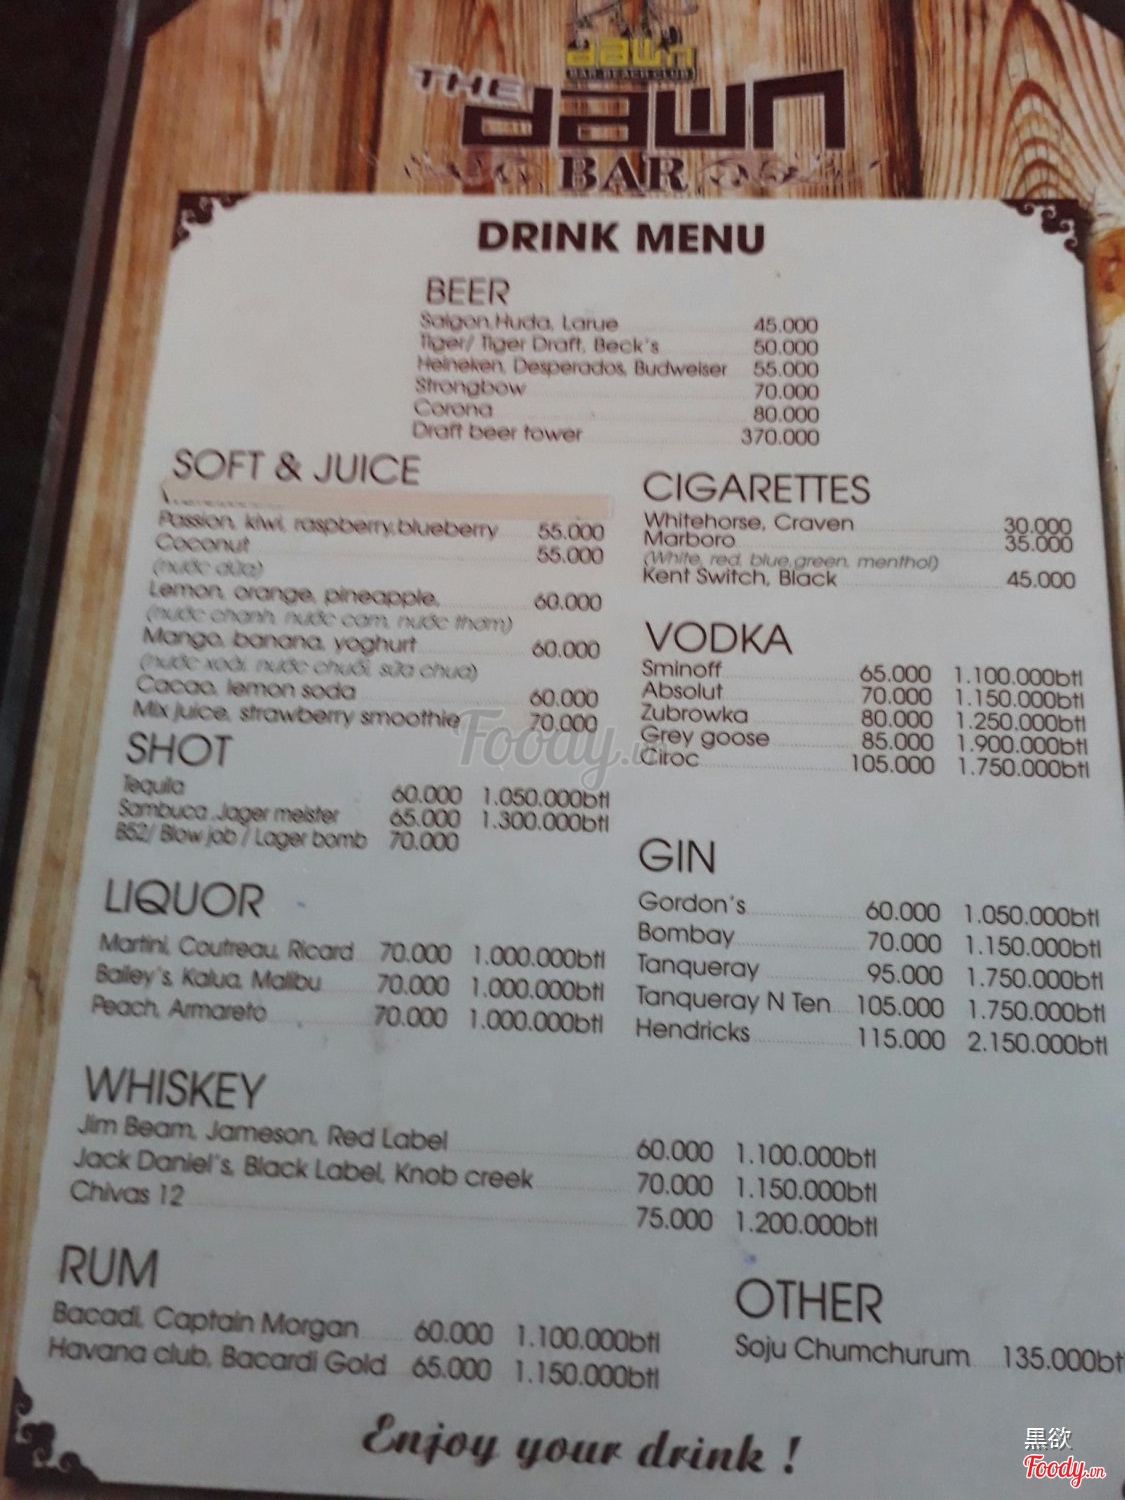 dawn
BAR BEACH CLUB
THE dawn
BAR
DRINK MENU
BEER
Saigon,Huda, Larue 45.000
Tiger/ Tiger Draft, Beck's 50.000
Heineken, Desperados, Budweiser 55.000
Strongbow 70.000
Corona 80.000
Draft beer tower 370.000
SOFT & JUICE
Passion, kiwi, raspberry,blueberry 55.000
Coconut 55.000
(nước dừa)
Lemon, orange, pineapple, 60.000
(nước chanh, nước cam, nước thơm)
Mango, banana, yoghurt 60.000
(nước xoài, nước chuối, sữa chua)
Cacao, lemon soda 60.000
Mix juice, strawberry smoothie 70.000
CIGARETTES
Whitehorse, Craven 30.000
Marboro 35.000
(White, red, blue,green, menthol)
Kent Switch, Black 45.000
VODKA
Sminoff 65.000 1.100.000btl
Absolut 70.000 1.150.000btl
Zubrowka 80.000 1.250.000btl
Grey goose 85.000 1.900.000btl
Ciroc 105.000 1.750.000btl
SHOT
Tequila 60.000 1.050.000btl
Sambuca ,Jager meister 65.000 1.300.000btl
B52/ Blow job / Lager bomb 70.000
GIN
Gordon's 60.000 1.050.000btl
Bombay 70.000 1.150.000btl
Tanqueray 95.000 1.750.000btl
Tanqueray N Ten 105.000 1.750.000btl
Hendricks 115.000 2.150.000btl
LIQUOR
Martini, Coutreau, Ricard 70.000 1.000.000btl
Bailey's, Kalua, Malibu 70.000 1.000.000btl
Peach, Armareto 70.000 1.000.000btl
WHISKEY
Jim Beam, Jameson, Red Label 60.000 1.100.000btl
Jack Daniel's, Black Label, Knob creek 70.000 1.150.000btl
Chivas 12 75.000 1.200.000btl
RUM
Bacadi, Captain Morgan 60.000 1.100.000btl
Havana club, Bacardi Gold 65.000 1.150.000btl
OTHER
Soju Chumchurum 135.000bt
Enjoy your drink !
Foody.vn
黒欲
Foody.vn